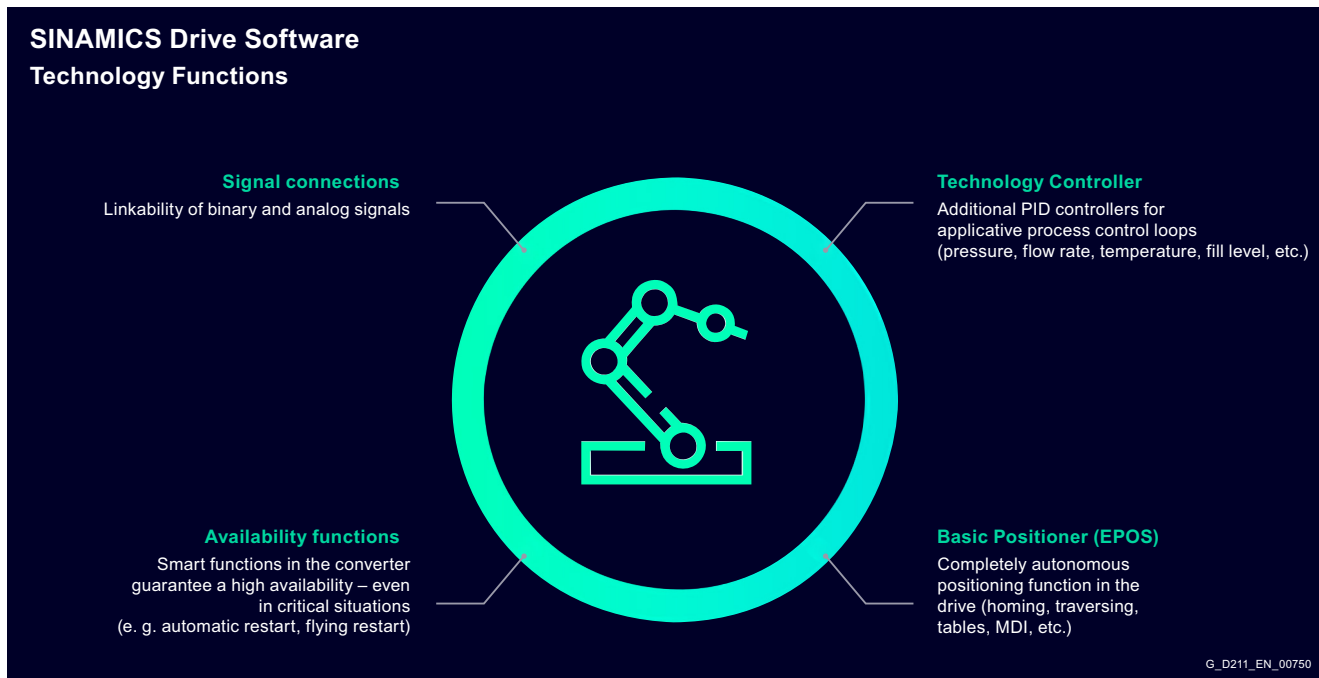 SINAMICS Drive Software
Technology Functions
Signal connections
Linkability of binary and analog signals
Technology Controller
Additional PID controllers for
applicative process control loops
(pressure, flow rate, temperature, fill level, etc.)
Availability functions
Smart functions in the converter
guarantee a high availability – even
in critical situations
(e. g. automatic restart, flying restart)
Basic Positioner (EPOS)
Completely autonomous
positioning function in the
drive (homing, traversing,
tables, MDI, etc.)
G_D211_EN_00750